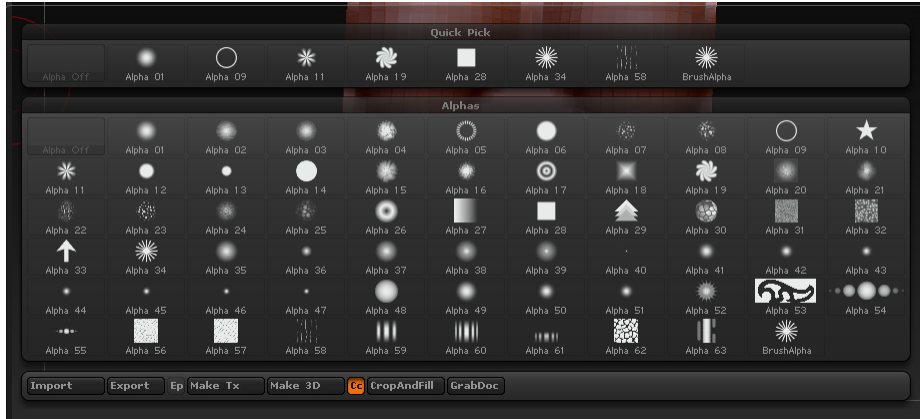 Quick Pick
Alpha Off Alpha 01 Alpha 09 Alpha 11 Alpha 19 Alpha 28 Alpha 34 Alpha 58 BrushAlpha
Alphas
Alpha Off Alpha 01 Alpha 02 Alpha 03 Alpha 04 Alpha 05 Alpha 06 Alpha 07 Alpha 08 Alpha 09 Alpha 10
Alpha 11 Alpha 12 Alpha 13 Alpha 14 Alpha 15 Alpha 16 Alpha 17 Alpha 18 Alpha 19 Alpha 20 Alpha 21
Alpha 22 Alpha 23 Alpha 24 Alpha 25 Alpha 26 Alpha 27 Alpha 28 Alpha 29 Alpha 30 Alpha 31 Alpha 32
Alpha 33 Alpha 34 Alpha 35 Alpha 36 Alpha 37 Alpha 38 Alpha 39 Alpha 40 Alpha 41 Alpha 42 Alpha 43
Alpha 44 Alpha 45 Alpha 46 Alpha 47 Alpha 48 Alpha 49 Alpha 50 Alpha 51 Alpha 52 Alpha 53 Alpha 54
Alpha 55 Alpha 56 Alpha 57 Alpha 58 Alpha 59 Alpha 60 Alpha 61 Alpha 62 Alpha 63 BrushAlpha
Import Export Ep Make Tx Make 3D Cc CropAndFill GrabDoc